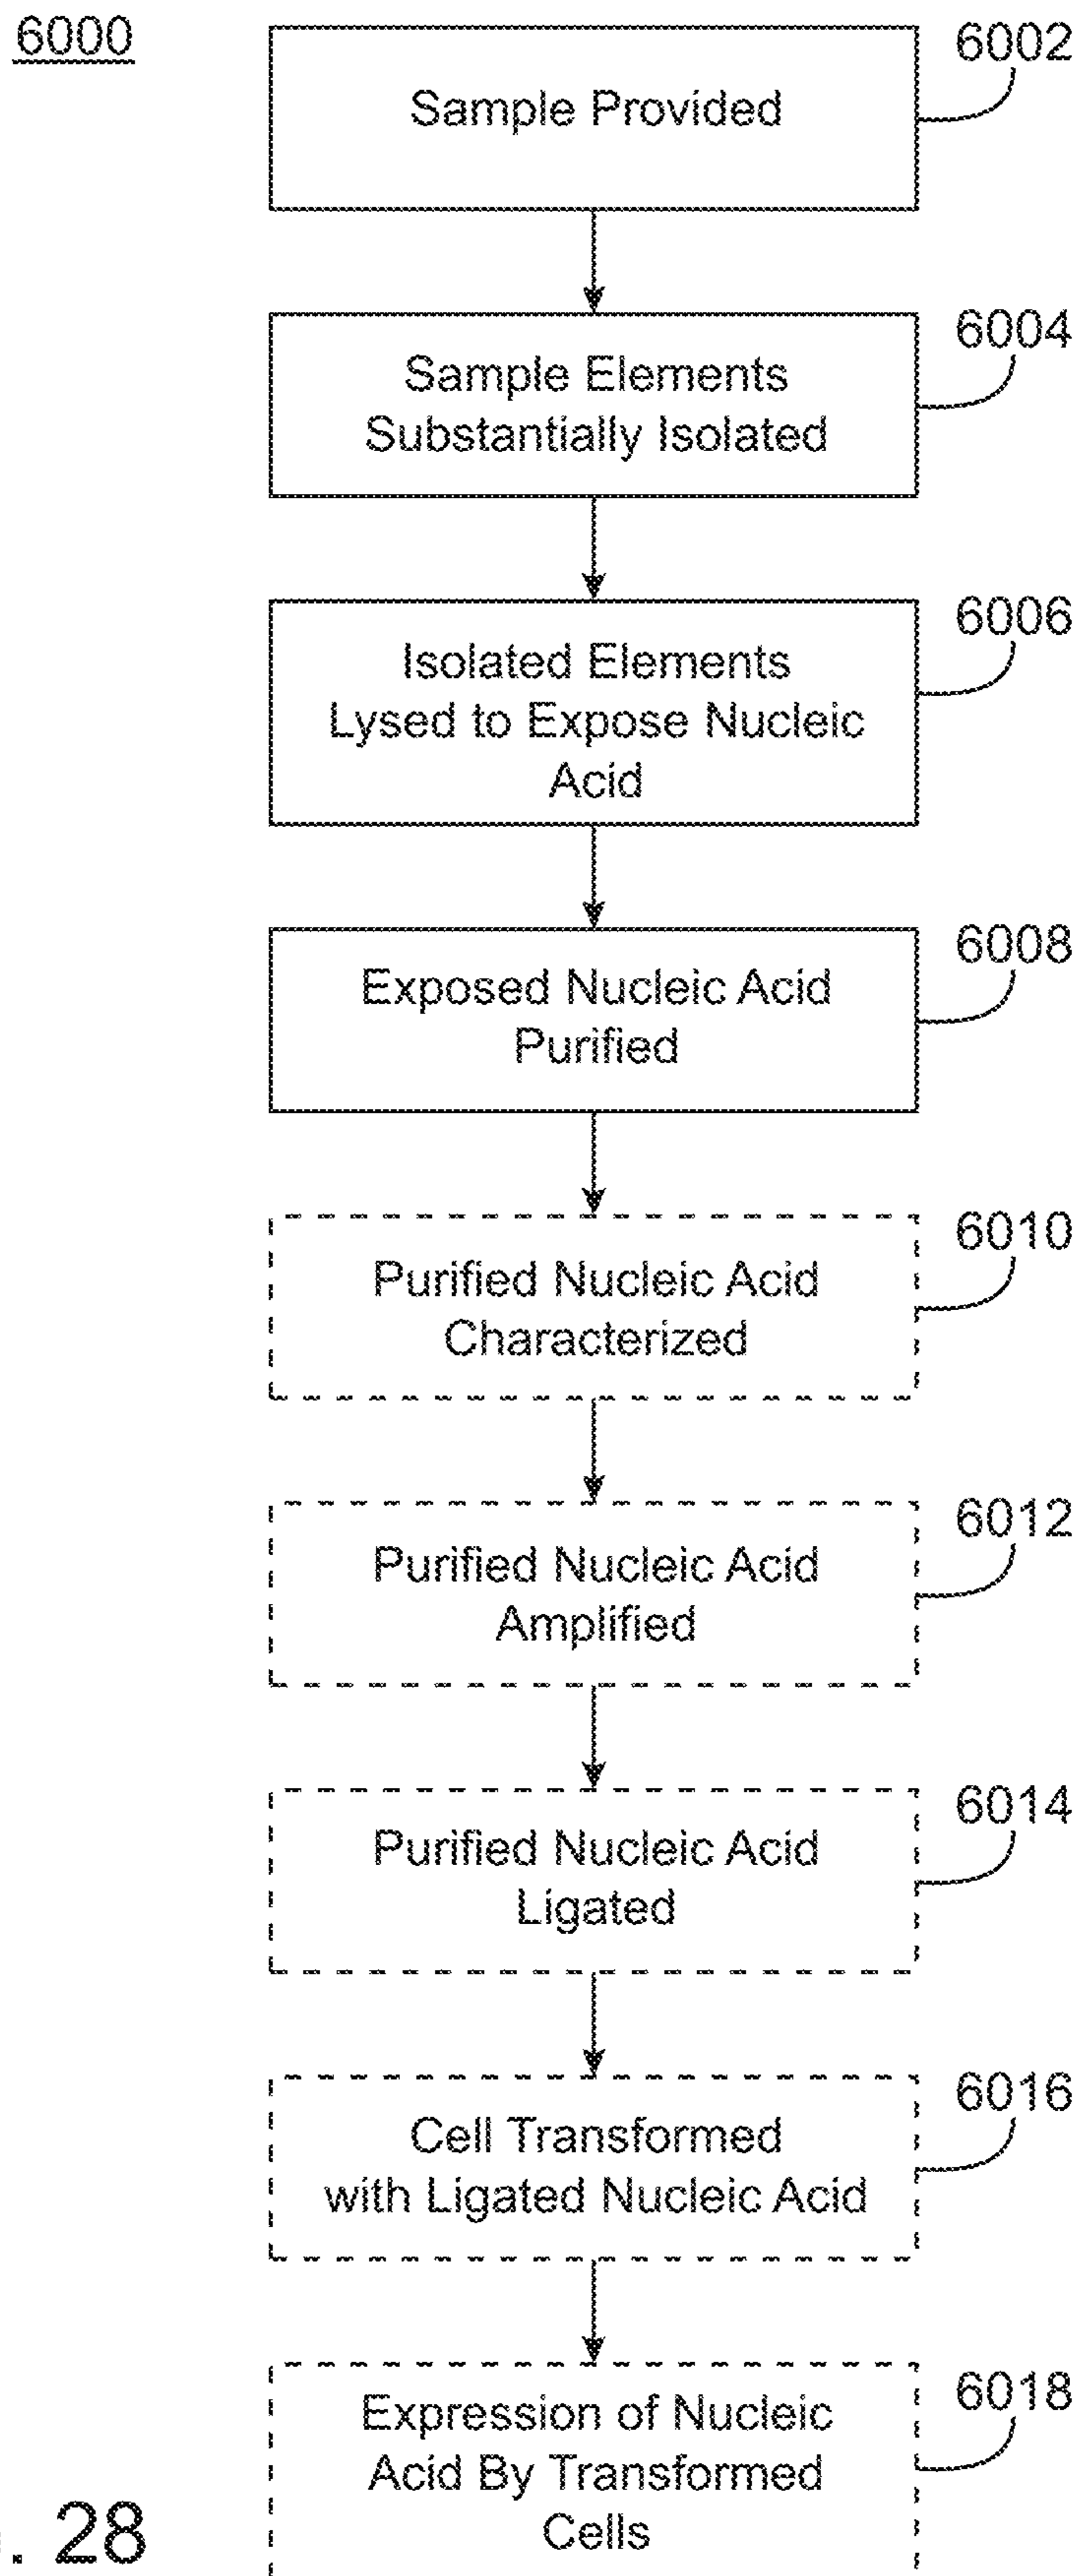 6000
6002
Sample Provided
6004
Sample Elements
Substantially Isolated
6006
Isolated Elements
Lysed to Expose Nucleic
Acid
6008
Exposed Nucleic Acid
Purified
6010
Purified Nucleic Acid
Characterized
6012
Purified Nucleic Acid
Amplified
6014
Purified Nucleic Acid
Ligated
6016
Cell Transformed
with Ligated Nucleic Acid
6018
Expression of Nucleic
Acid By Transformed
Cells
. 28